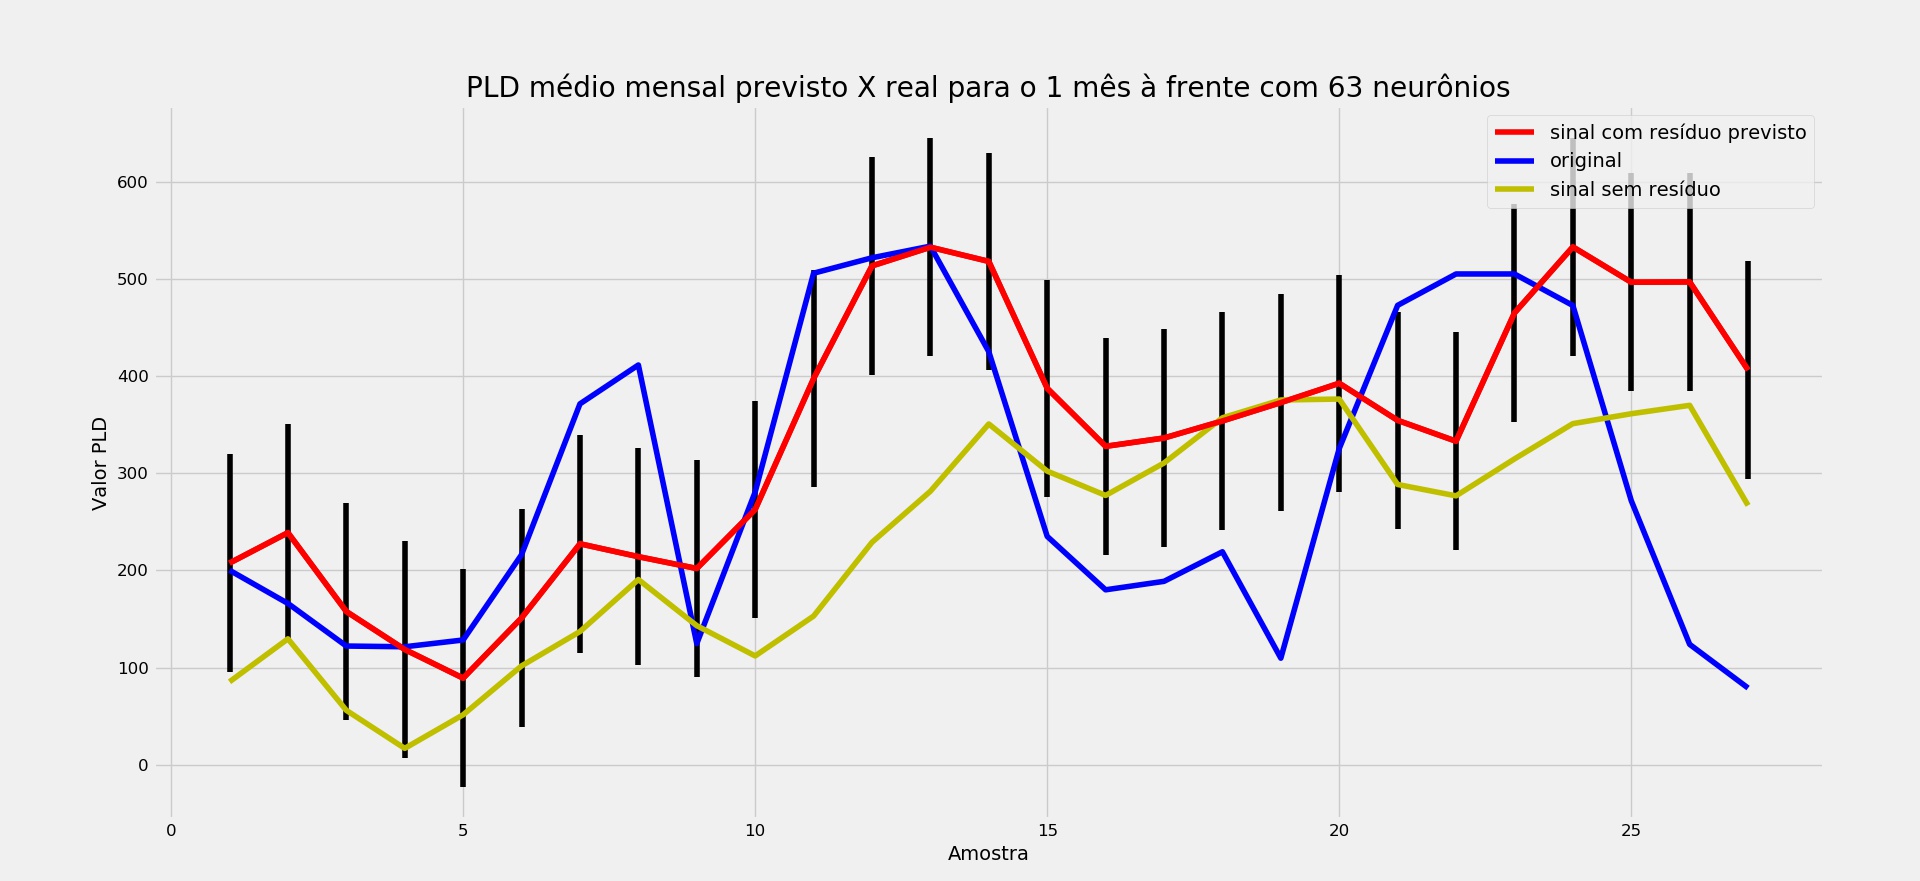 PLD médio mensal previsto X real para o 1 mês à frente com 63 neurônios
sinal com resíduo previsto
original
sinal sem resíduo
600
500
400
300
200
100
0
Valor PLD
0 5 10 15 20 25
Amostra